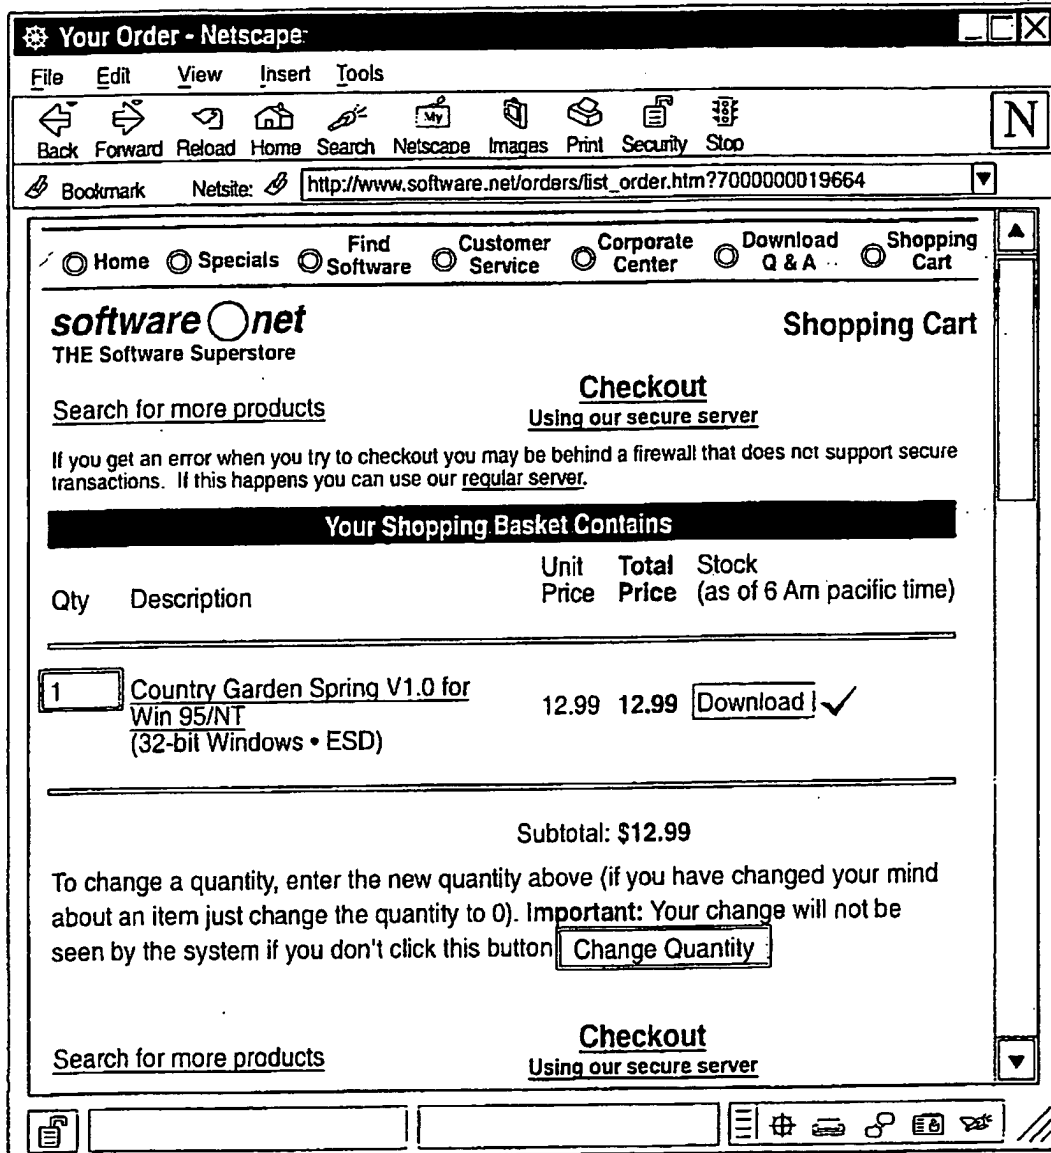 Your Order - Netscape
File Edit View Insert Tools
My
N
Back Forward Reload Home Search Netscape Images Print Security Stop
Bookmark Netsite: http://www.software.net/orders/list_order.htm?7000000019664
Home Specials Find Software Customer Service Corporate Center Download Q & A Shopping Cart
software net Shopping Cart
THE Software Superstore
Checkout
Search for more products Using our secure server
If you get an error when you try to checkout you may be behind a firewall that does not support secure
transactions. If this happens you can use our regular server.
Your Shopping Basket Contains
Unit Total Stock
Qty Description Price Price (as of 6 Am pacific time)
1 Country Garden Spring V1.0 for 12.99 12.99 Download
Win 95/NT
(32-bit Windows • ESD)
Subtotal: $12.99
To change a quantity, enter the new quantity above (if you have changed your mind
about an item just change the quantity to 0). Important: Your change will not be
seen by the system if you don't click this button Change Quantity
Checkout
Search for more products Using our secure server